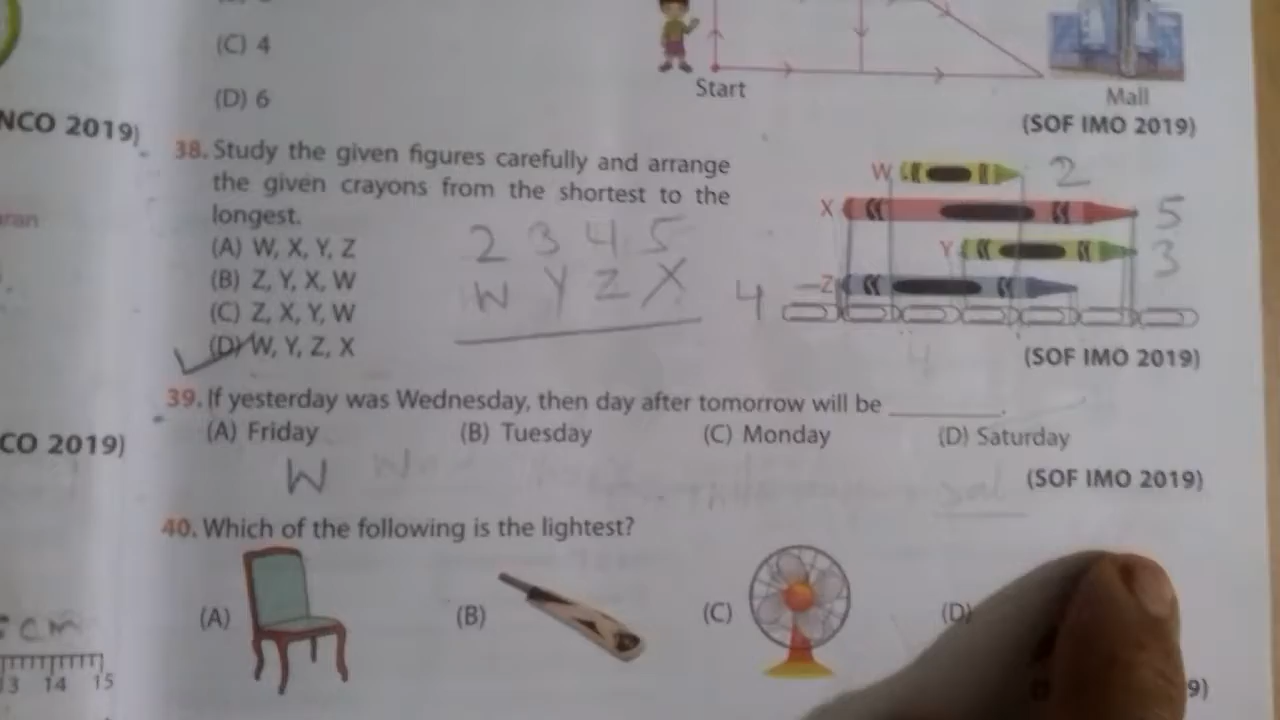 (C) 4
(D) 6
Start
Mall
NCO 2019)
(SOF IMO 2019)
38. Study the given figures carefully and arrange
the given crayons from the shortest to the
longest.
(A) W, X, Y, Z
(B) Z, Y, X, W
(C) Z, X, Y, W
(D) W, Y, Z, X
2 3 4 5
W Y Z X
W 2
X 5
Y 3
Z
4
4
(SOF IMO 2019)
39. If yesterday was Wednesday, then day after tomorrow will be ________.
(A) Friday (B) Tuesday (C) Monday (D) Saturday
W
(SOF IMO 2019)
40. Which of the following is the lightest?
(A) (B) (C) (D)
9)
CO 2019)
cm
13 14 15